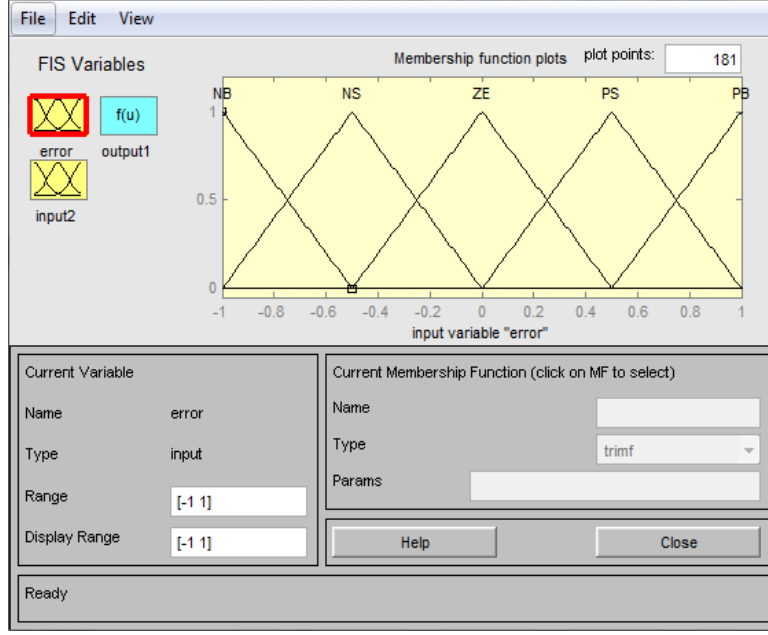 File Edit View
FIS Variables
Membership function plots plot points: 181
f(u)
error output1
input2
NB NS ZE PS PB
1
0.5
0
-1 -0.8 -0.6 -0.4 -0.2 0 0.2 0.4 0.6 0.8 1
input variable "error"
Current Variable
Name error
Type input
Range [-1 1]
Display Range [-1 1]
Current Membership Function (click on MF to select)
Name
Type trimf
Params
Help Close
Ready